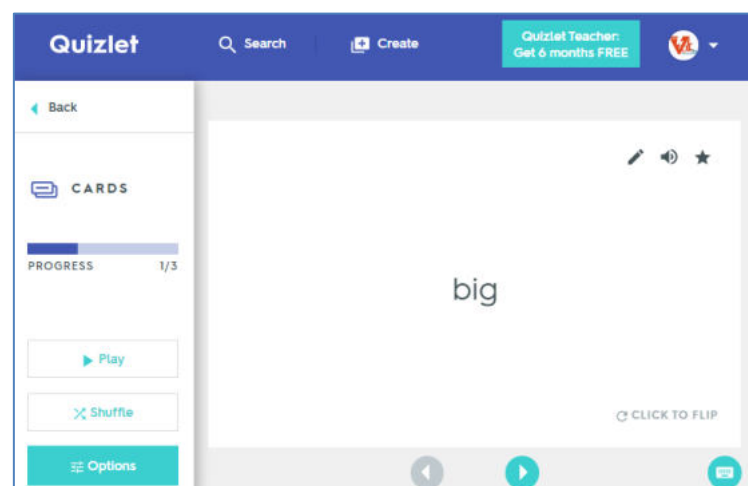 Quizlet
Search
Create
Quizlet Teacher:
Get 6 months FREE
Back
CARDS
PROGRESS 1/3
big
Play
Shuffle
CLICK TO FLIP
Options